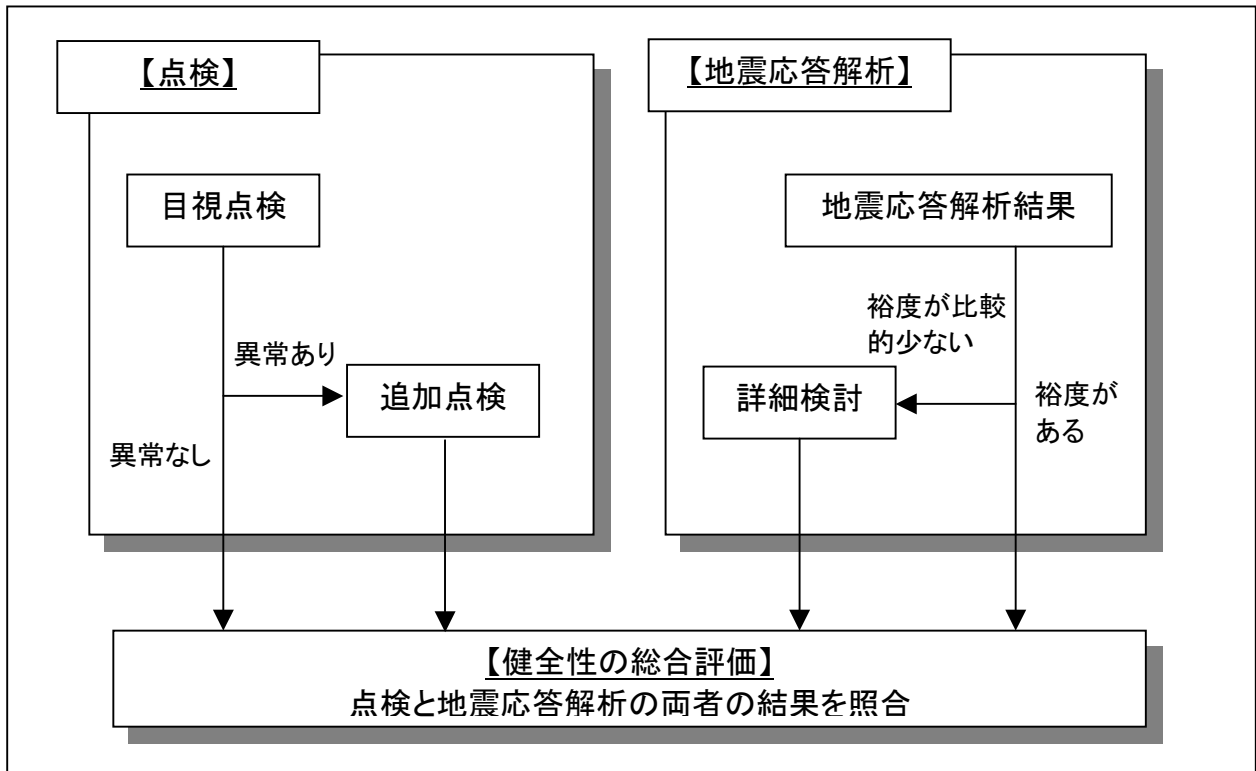 【点検】
目視点検
異常あり
追加点検
異常なし
【地震応答解析】
地震応答解析結果
裕度が比較
的少ない
詳細検討
裕度が
ある
【健全性の総合評価】
点検と地震応答解析の両者の結果を照合